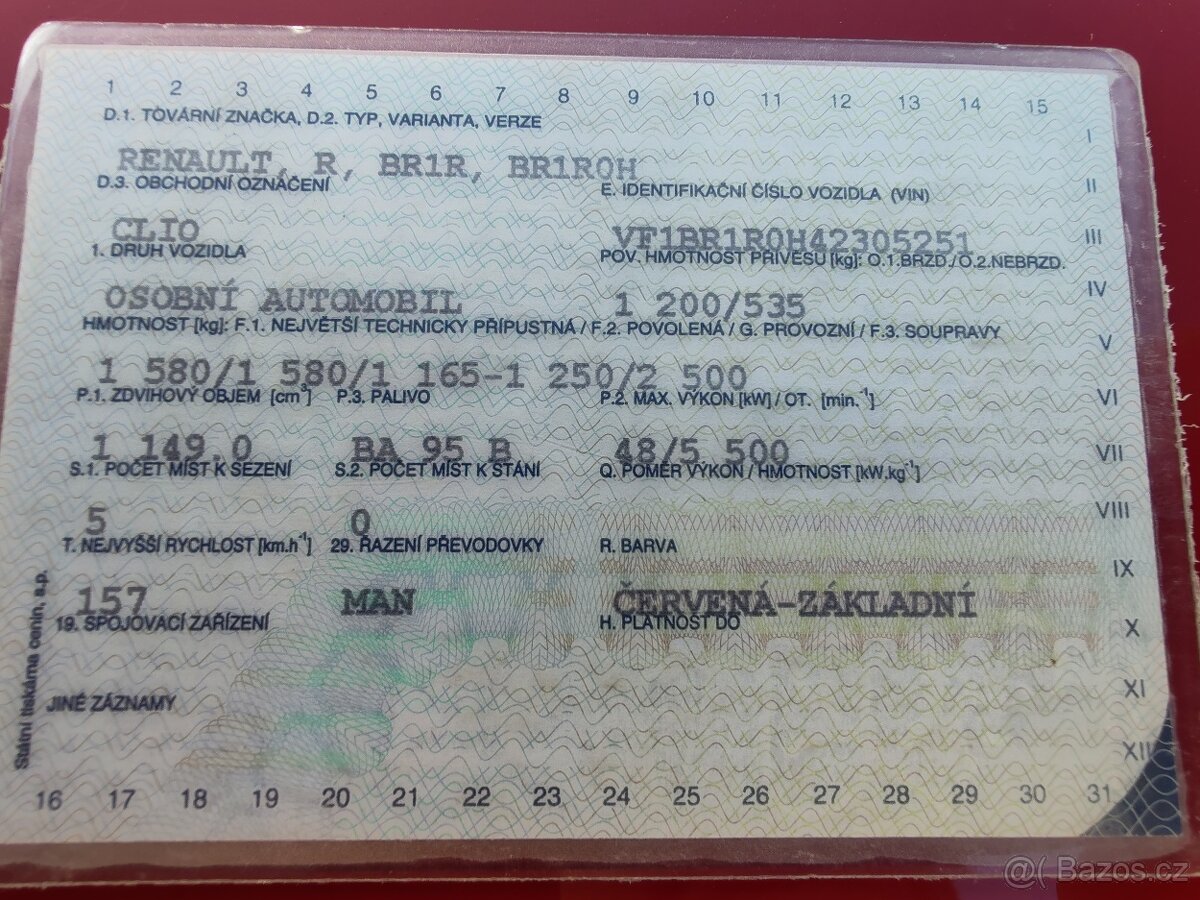 1 2 3 4 5 6 7 8 9 10 11 12 13 14 15
D.1. TOVÁRNÍ ZNAČKA, D.2. TYP, VARIANTA, VERZE
I
RENAULT, R, BR1R, BR1R0H
D.3. OBCHODNÍ OZNAČENÍ E. IDENTIFIKAČNÍ ČÍSLO VOZIDLA (VIN)
II
CLIO VF1BR1R0H42305251
III
1. DRUH VOZIDLA POV. HMOTNOST PŘÍVĚSU [kg]: O.1.BRZD./O.2.NEBRZD.
IV
OSOBNÍ AUTOMOBIL 1 200/535
HMOTNOST [kg]: F.1. NEJVĚTŠÍ TECHNICKY PŘÍPUSTNÁ / F.2. POVOLENÁ / G. PROVOZNÍ / F.3. SOUPRAVY
V
1 580/1 580/1 165-1 250/2 500
P.1. ZDVIHOVÝ OBJEM [cm³] P.3. PALIVO P.2. MAX. VÝKON [kW] / OT. [min.⁻¹]
VI
1 149.0 BA 95 B 48/5 500
VII
S.1. POČET MÍST K SEZENÍ S.2. POČET MÍST K STÁNÍ Q. POMĚR VÝKON / HMOTNOST [kW.kg⁻¹]
VIII
5 0
T. NEJVYŠŠÍ RYCHLOST [km.h⁻¹] 29. ŘAZENÍ PŘEVODOVKY R. BARVA
IX
157 MAN ČERVENÁ-ZÁKLADNÍ
19. SPOJOVACÍ ZAŘÍZENÍ H. PLATNOST DO
X
XI
JINÉ ZÁZNAMY
XII
16 17 18 19 20 21 22 23 24 25 26 27 28 29 30 31
Státní tiskárna cenin, s.p.
@( Bazos.cz